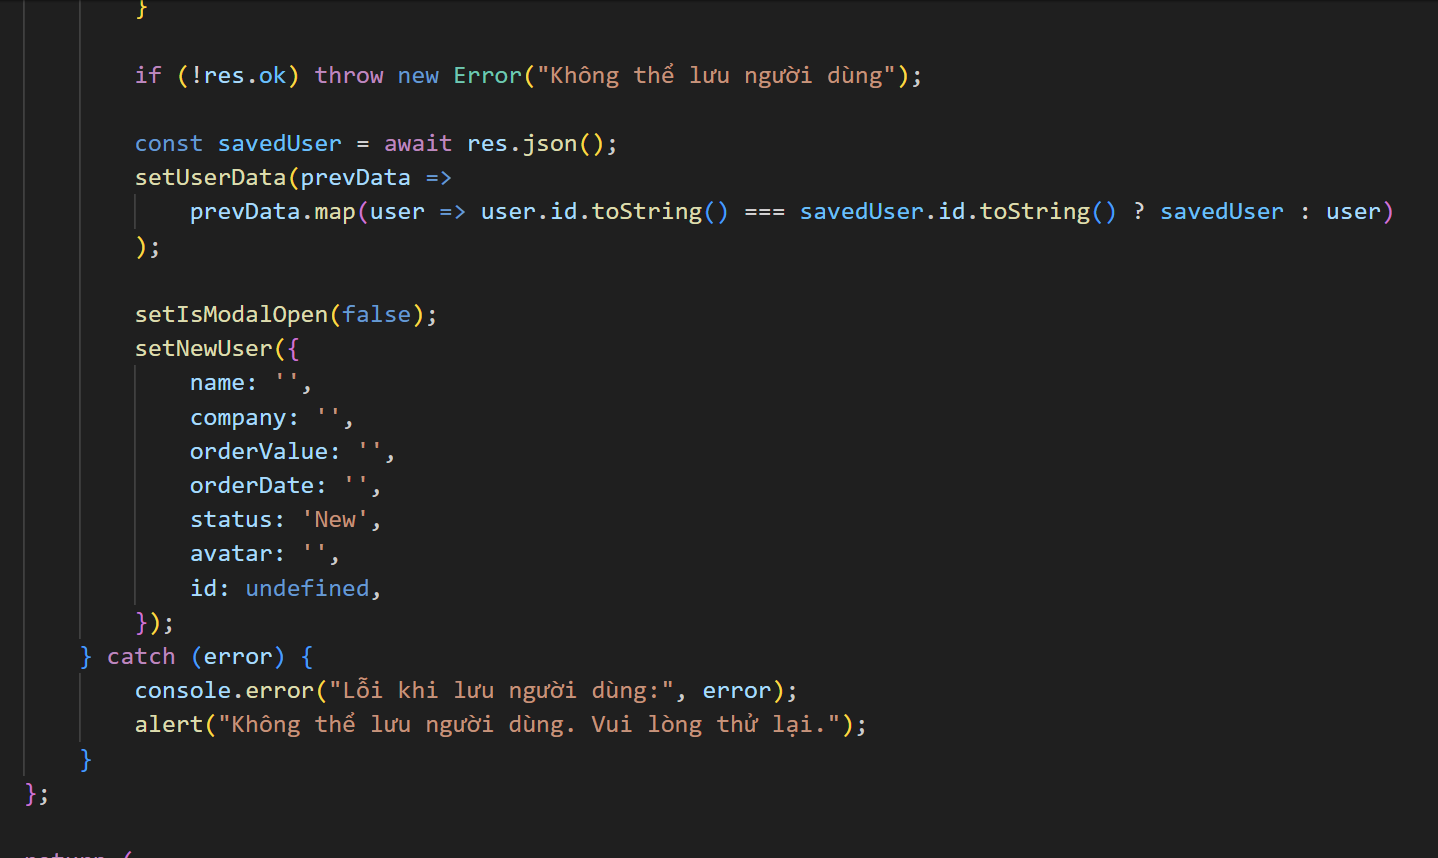 }
if (!res.ok) throw new Error("Không thể lưu người dùng");
const savedUser = await res.json();
setUserData(prevData =>
prevData.map(user => user.id.toString() === savedUser.id.toString() ? savedUser : user)
);
setIsModalOpen(false);
setNewUser({
name: '',
company: '',
orderValue: '',
orderDate: '',
status: 'New',
avatar: '',
id: undefined,
});
} catch (error) {
console.error("Lỗi khi lưu người dùng:", error);
alert("Không thể lưu người dùng. Vui lòng thử lại.");
}
};